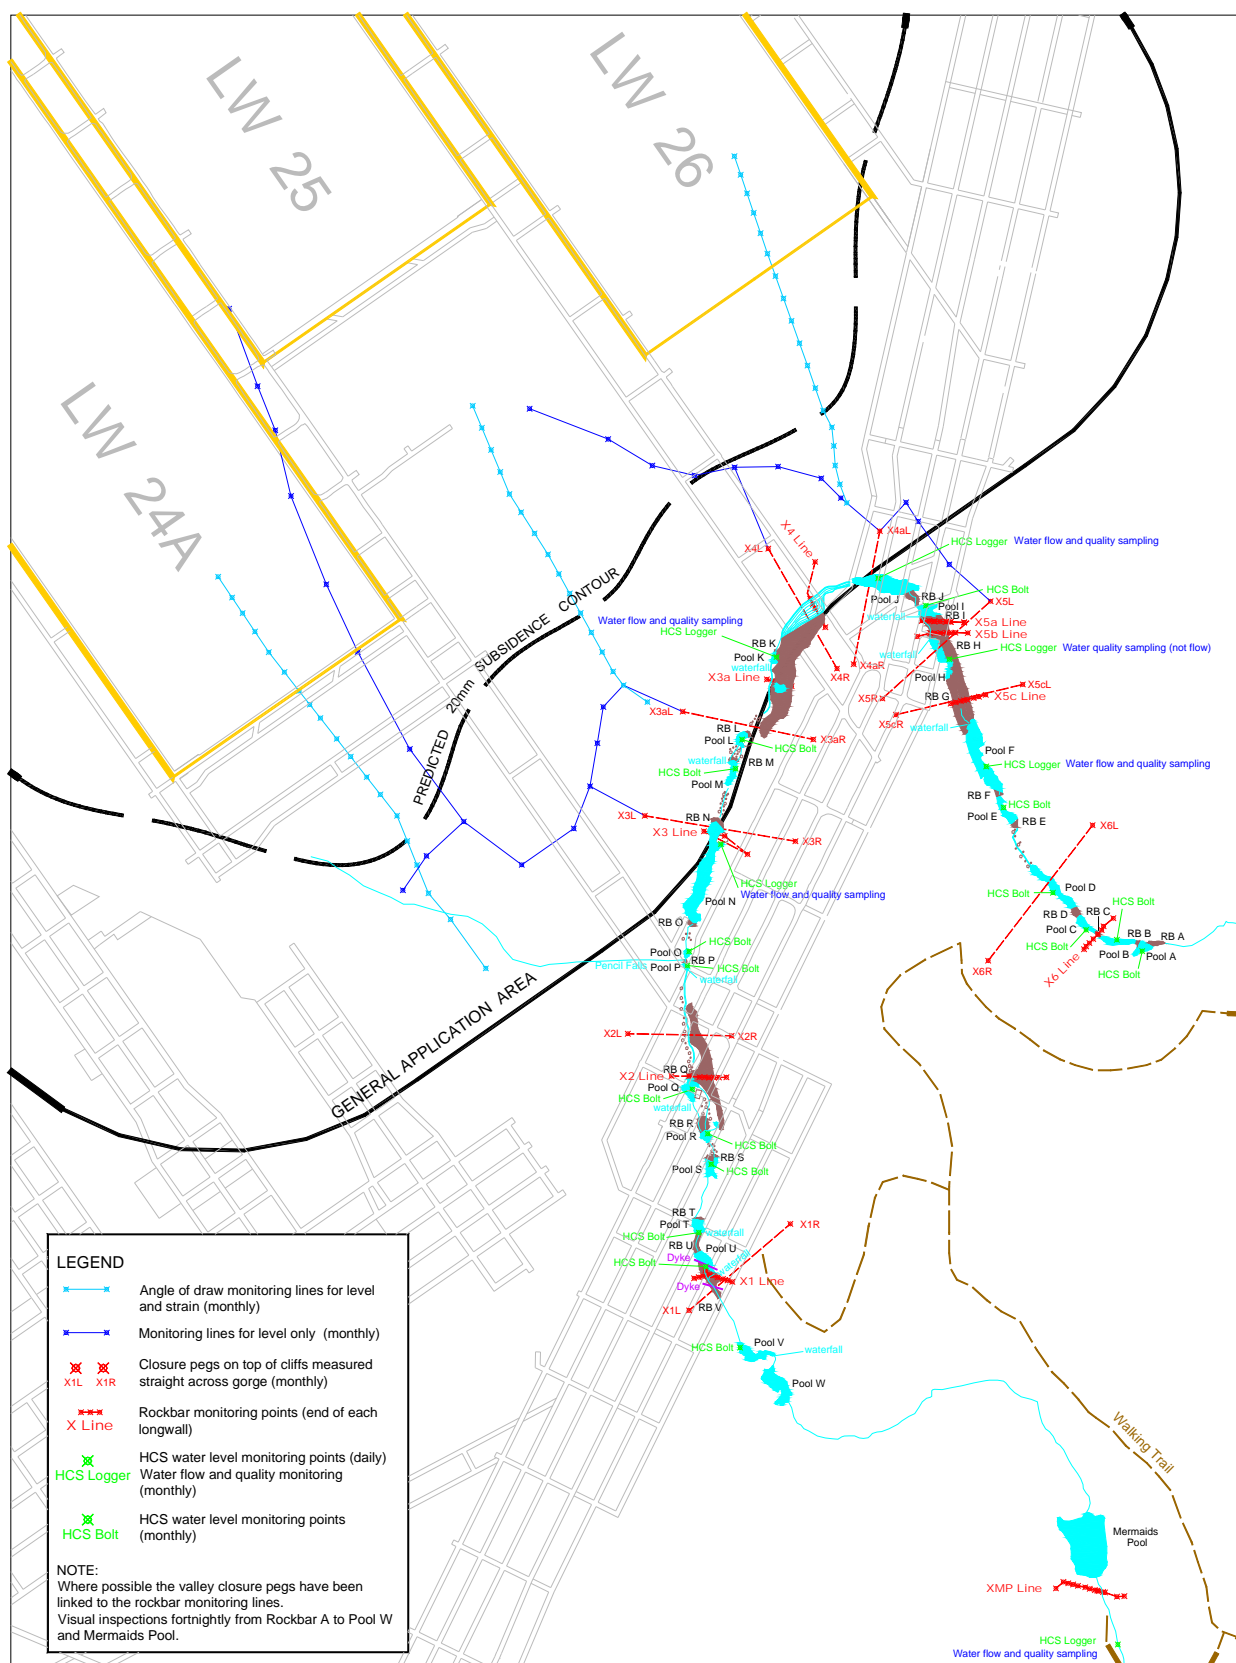 LW 25
LW 26
LW 24A
PREDICTED 20mm SUBSIDENCE CONTOUR
GENERAL APPLICATION AREA
X4 Line
X4aL
X4L
HCS Logger Water flow and quality sampling
Pool J
HCS Bolt
RB J
Pool I
X5L
waterfall
RB I
X5a Line
X5b Line
Water flow and quality sampling
HCS Logger
RB K
Pool K
waterfall
waterfall
RB H
HCS Logger Water quality sampling (not flow)
X4aR
X4R
Pool H
X3a Line
X5cL
RB G
X5c Line
X5R
X3aL
X5cR
waterfall
RB L
Pool L
X3aR
HCS Bolt
Pool F
waterfall
RB M
HCS Bolt
HCS Logger Water flow and quality sampling
Pool M
RB F
HCS Bolt
X3L
RB N
Pool E
RB E
X6L
X3 Line
X3R
HCS Logger
Water flow and quality sampling
Pool N
HCS Bolt
Pool D
RB O
RB D
RB C
HCS Bolt
Pool C
RB B
RB A
HCS Bolt
Pool B
Pool A
X6 Line
HCS Bolt
X6R
HCS Bolt
Pool O
RB P
Pencil Falls
Pool P
HCS Bolt
waterfall
X2L
X2R
RB Q
X2 Line
Pool Q
HCS Bolt
waterfall
RB R
Pool R
HCS Bolt
RB S
Pool S
HCS Bolt
RB T
Pool T
waterfall
X1R
HCS Bolt
RB U
Pool U
Dyke
waterfall
HCS Bolt
X1 Line
Dyke
X1L
RB V
Pool V
HCS Bolt
waterfall
Pool W
Walking Trail
Mermaids
Pool
XMP Line
HCS Logger
Water flow and quality sampling
LEGEND
Angle of draw monitoring lines for level
and strain (monthly)
Monitoring lines for level only (monthly)
X1L X1R
Closure pegs on top of cliffs measured
straight across gorge (monthly)
X Line
Rockbar monitoring points (end of each
longwall)
HCS Logger
HCS water level monitoring points (daily)
Water flow and quality monitoring
(monthly)
HCS Bolt
HCS water level monitoring points
(monthly)
NOTE:
Where possible the valley closure pegs have been
linked to the rockbar monitoring lines.
Visual inspections fortnightly from Rockbar A to Pool W
and Mermaids Pool.